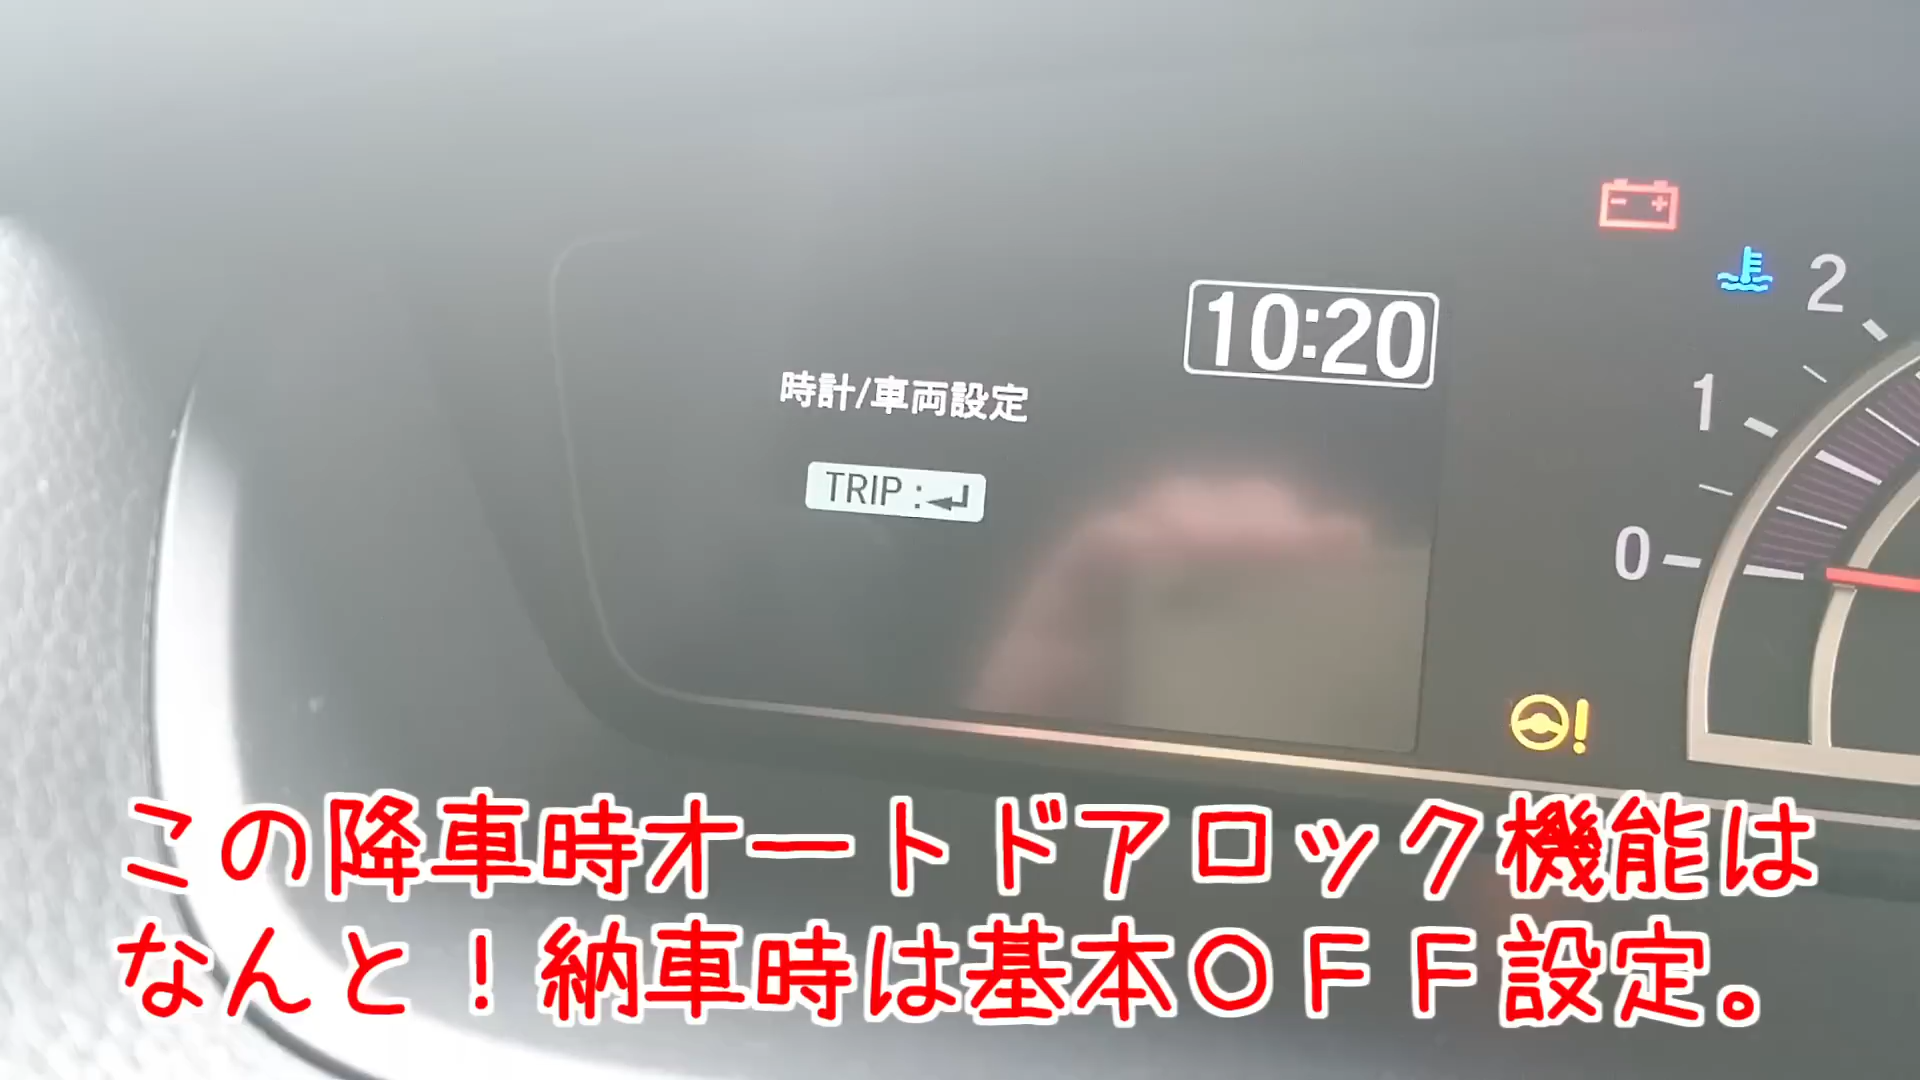 10:20
時計/車両設定
TRIP :↵
2
1
0
この降車時オートドアロック機能は
なんと！納車時は基本ＯＦＦ設定。